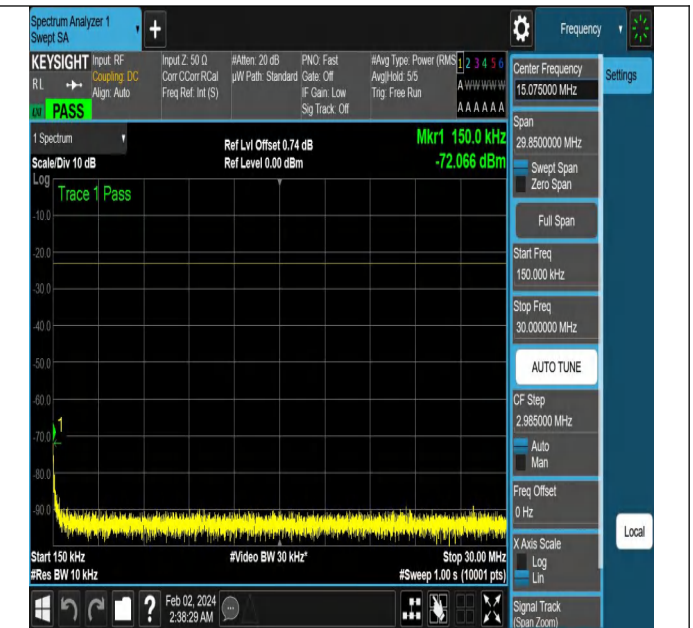 Spectrum Analyzer 1
Swept SA
+
Frequency
KEYSIGHT
RL
PASS
Input: RF
Coupling: DC
Align: Auto
Input Z: 50 Ω
Corr CCorr RCal
Freq Ref: Int (S)
#Atten: 20 dB
µW Path: Standard
PNO: Fast
Gate: Off
IF Gain: Low
Sig Track: Off
#Avg Type: Power (RMS
Avg|Hold: 5/5
Trig: Free Run
1 2 3 4 5 6
A W W W W W
A A A A A A
1 Spectrum
Scale/Div 10 dB
Log
Ref Lvl Offset 0.74 dB
Ref Level 0.00 dBm
Mkr1 150.0 kHz
-72.066 dBm
Trace 1 Pass
-10.0
-20.0
-30.0
-40.0
-50.0
-60.0
1
-70.0
-80.0
-90.0
Start 150 kHz
#Res BW 10 kHz
#Video BW 30 kHz*
Stop 30.00 MHz
#Sweep 1.00 s (10001 pts)
?
Feb 02, 2024
2:38:29 AM
Center Frequency
15.075000 MHz
Settings
Span
29.8500000 MHz
Swept Span
Zero Span
Full Span
Start Freq
150.000 kHz
Stop Freq
30.000000 MHz
AUTO TUNE
CF Step
2.985000 MHz
Auto
Man
Freq Offset
0 Hz
X Axis Scale
Log
Lin
Local
Signal Track
(Span Zoom)